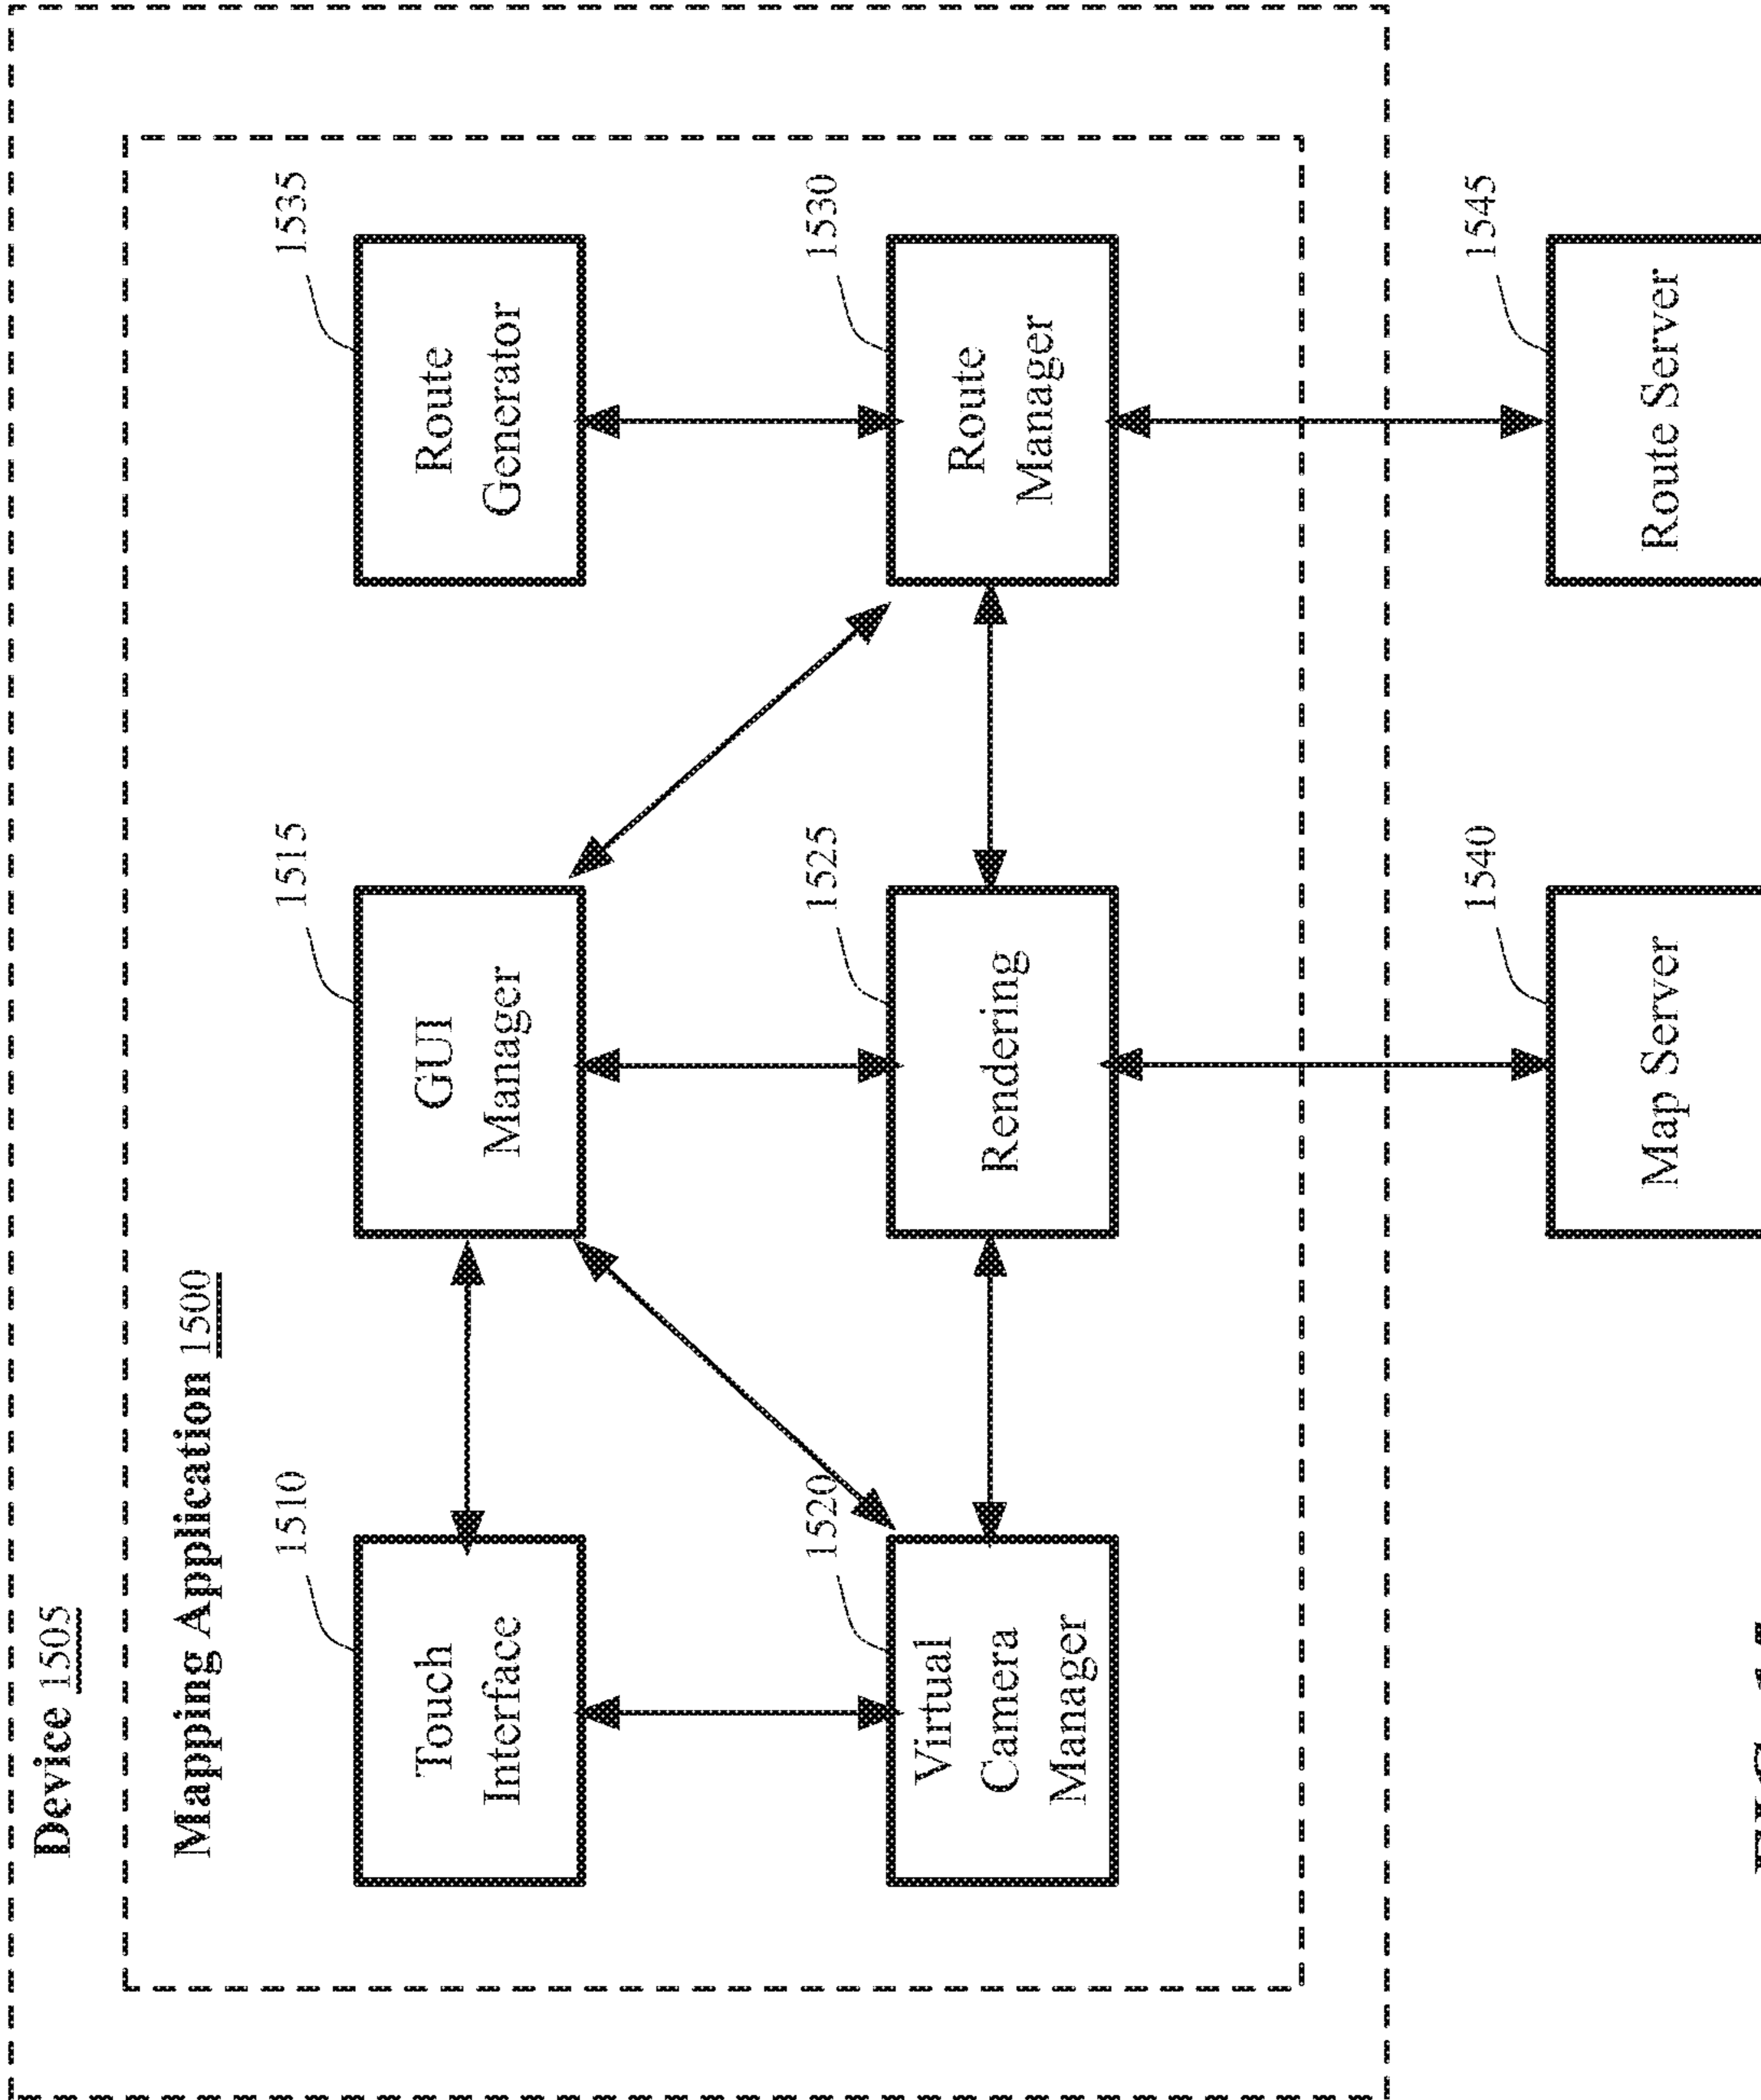 Device 1505
Mapping Application 1500
1510
Touch
Interface
1515
GUI
Manager
1535
Route
Generator
1520
Virtual
Camera
Manager
1525
Rendering
1530
Route
Manager
1540
Map Server
1545
Route Server